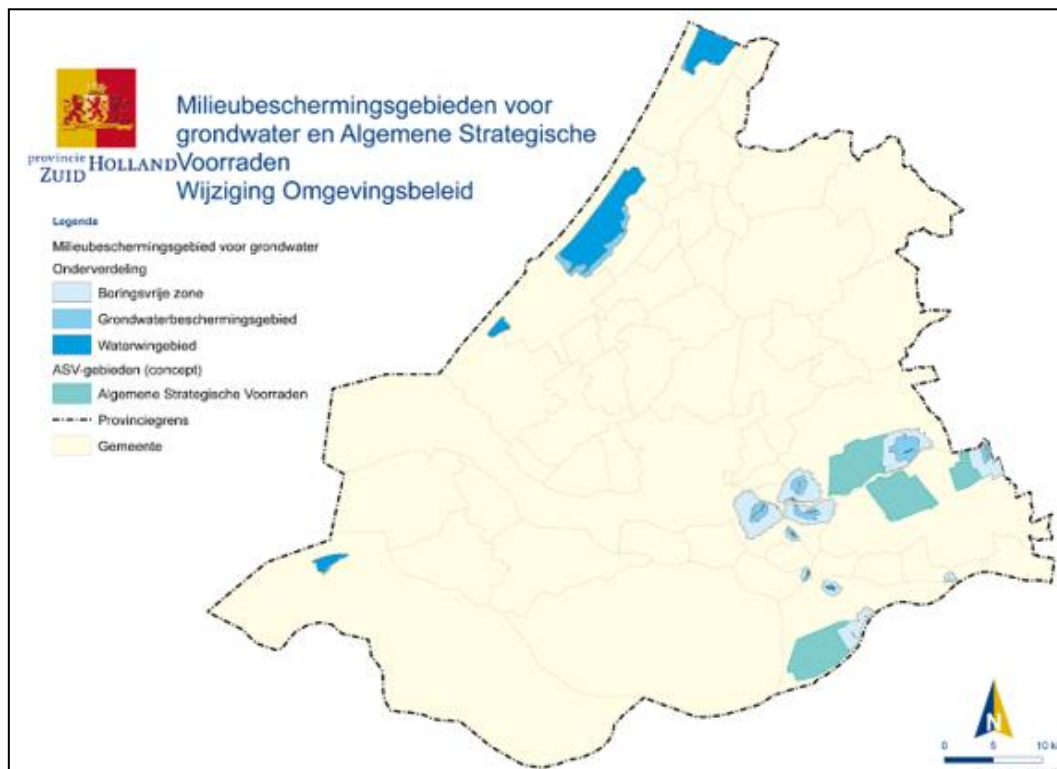 provincie
ZUID HOLLAND
Milieubeschermingsgebieden voor
grondwater en Algemene Strategische
Voorraden
Wijziging Omgevingsbeleid
Legenda
Milieubeschermingsgebied voor grondwater
Onderverdeling
Boringsvrije zone
Grondwaterbeschermingsgebied
Waterwingebied
ASV-gebieden (concept)
Algemene Strategische Voorraden
Provinciegrens
Gemeente
N
0 5 10 k